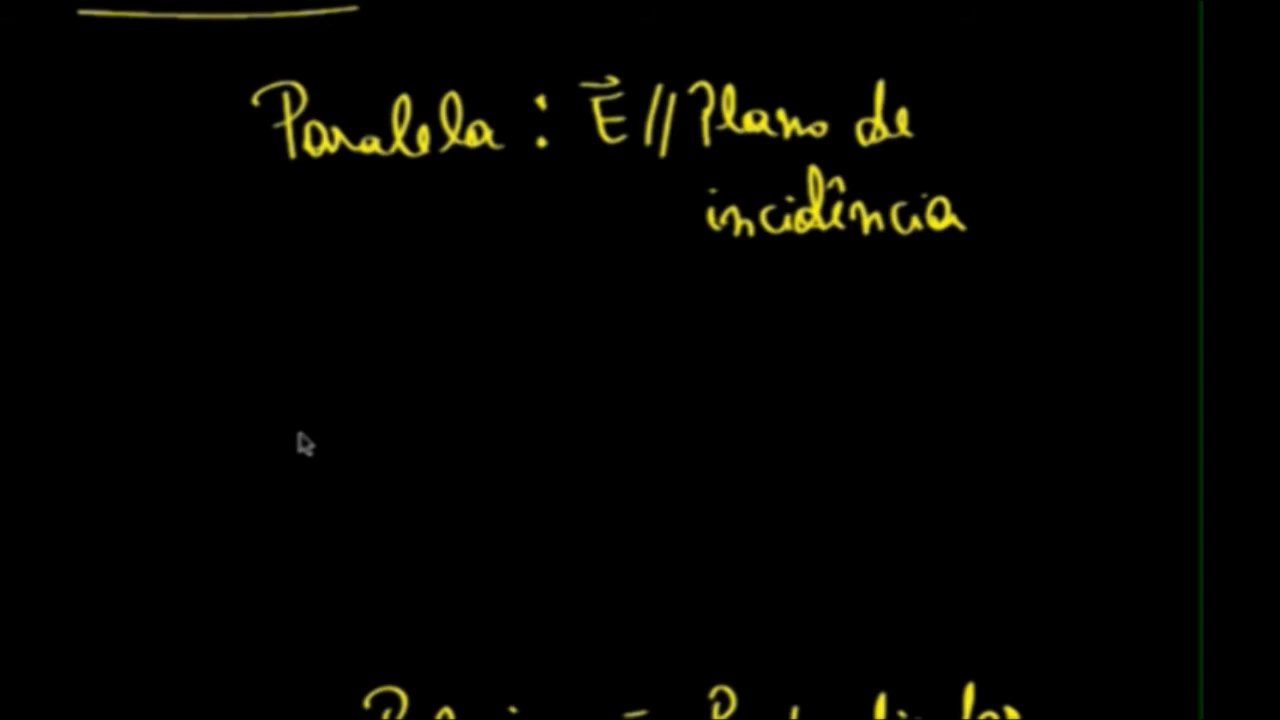 Paralela : E⃗ // Plano de
incidência